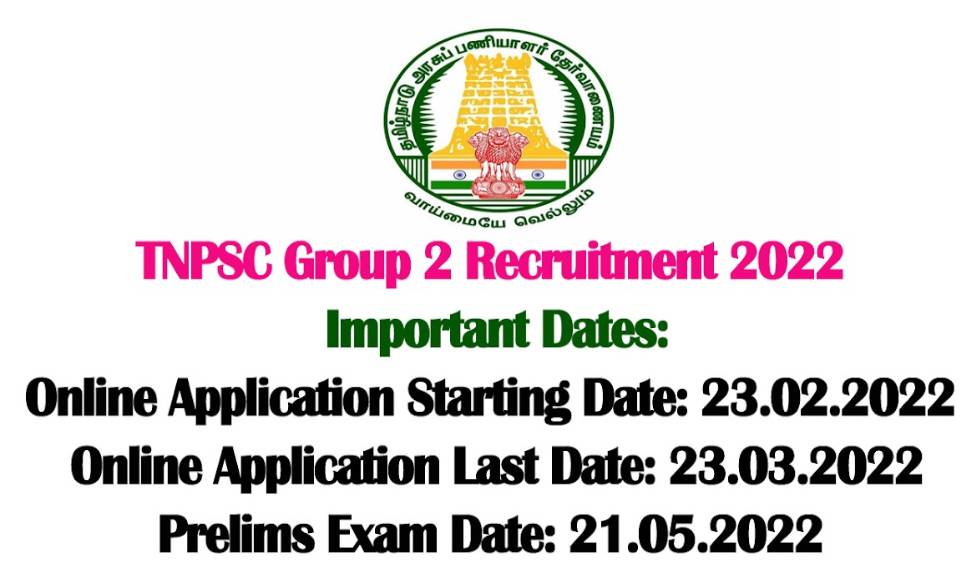 தமிழ்நாடு அரசுப் பணியாளர் தேர்வாணையம்
வாய்மையே வெல்லும்
TNPSC Group 2 Recruitment 2022
Important Dates:
Online Application Starting Date: 23.02.2022
Online Application Last Date: 23.03.2022
Prelims Exam Date: 21.05.2022